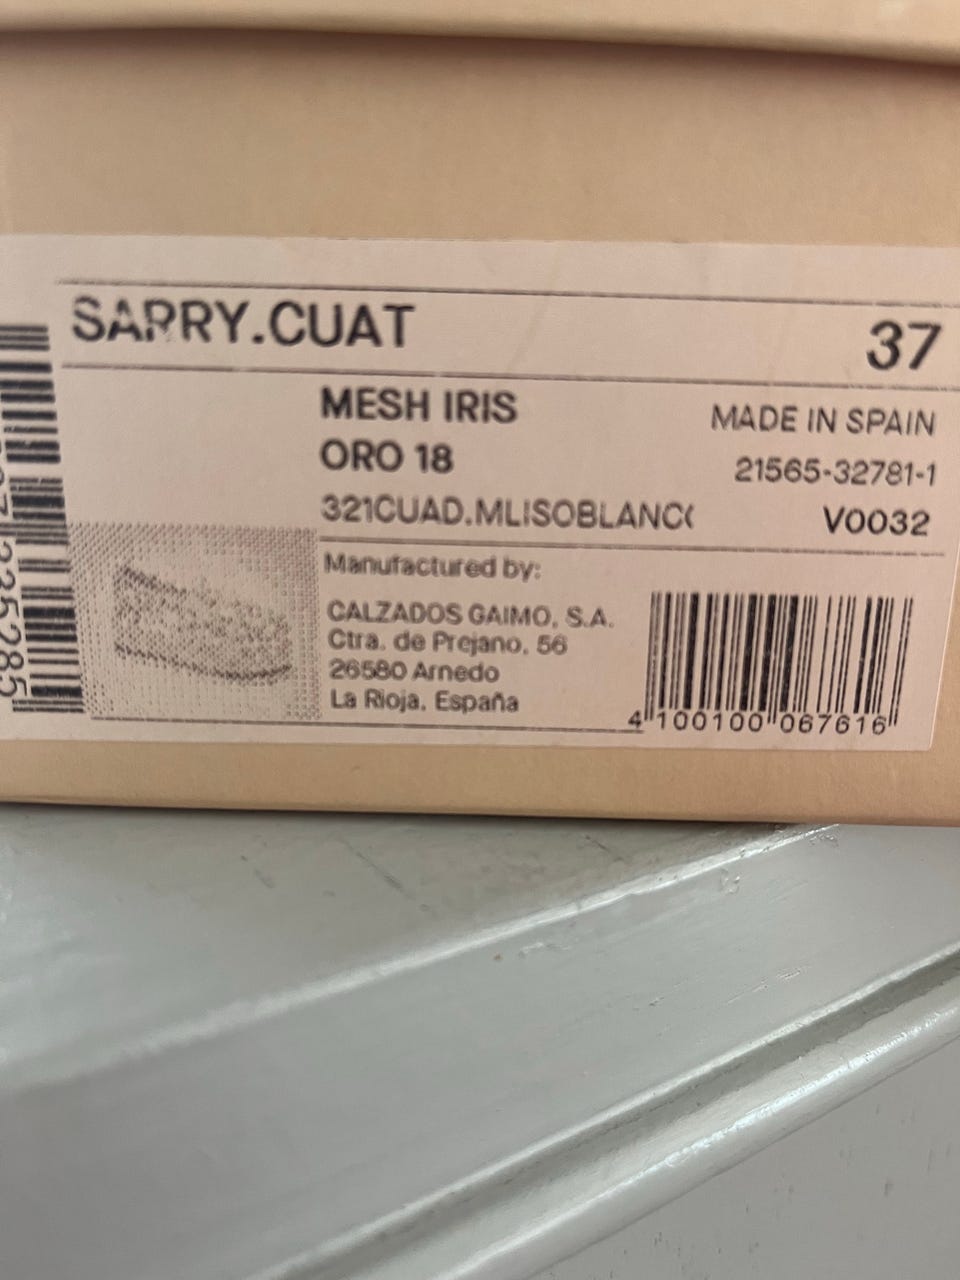 SARRY.CUAT
37
MESH IRIS
ORO 18
321CUAD.MLISOBLANC
MADE IN SPAIN
21565-32781-1
V0032
Manufactured by:
CALZADOS GAIMO, S.A.
Ctra. de Prejano, 56
26580 Arnedo
La Rioja, España
4 100100 067616
225285